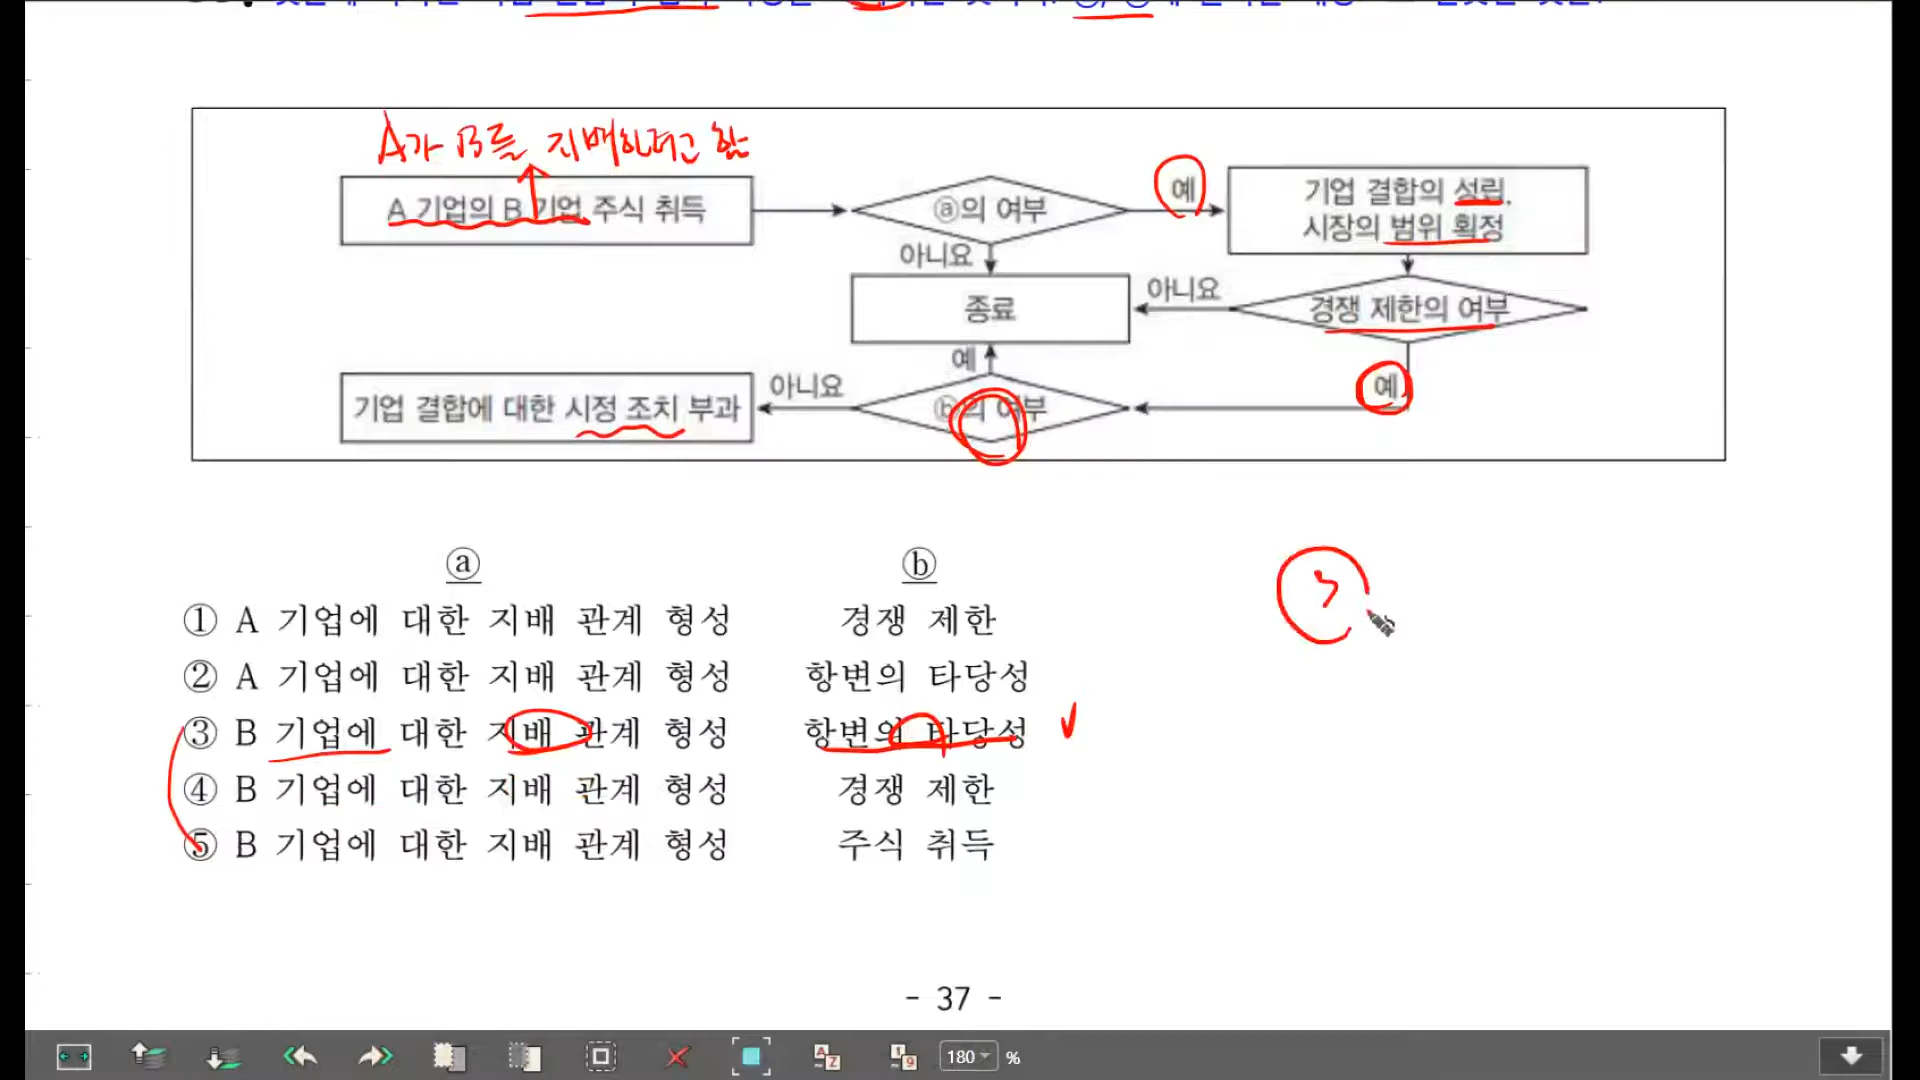 A가 B를 지배하려고 함
A 기업의 B 기업 주식 취득
ⓐ의 여부
예
기업 결합의 성립,
시장의 범위 획정
아니요
종료
아니요
경쟁 제한의 여부
예
예
기업 결합에 대한 시정 조치 부과
아니요
ⓑ의 여부
ⓐ ⓑ
3
① A 기업에 대한 지배 관계 형성 경쟁 제한
② A 기업에 대한 지배 관계 형성 항변의 타당성
③ B 기업에 대한 지배 관계 형성 항변의 타당성
④ B 기업에 대한 지배 관계 형성 경쟁 제한
⑤ B 기업에 대한 지배 관계 형성 주식 취득
- 37 -
180 %